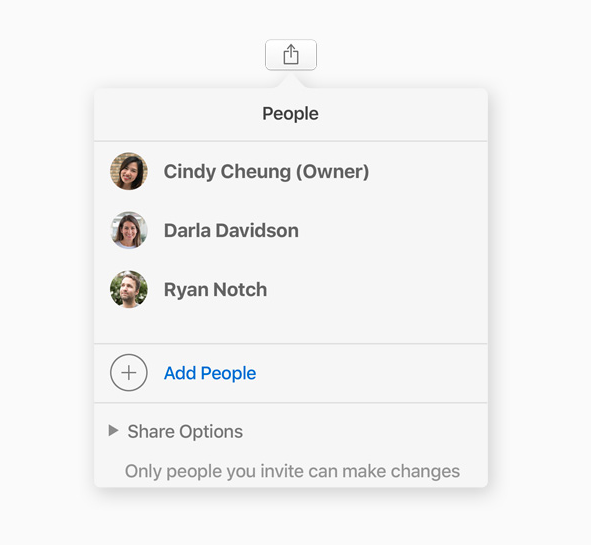 People
Cindy Cheung (Owner)
Darla Davidson
Ryan Notch
Add People
Share Options
Only people you invite can make changes